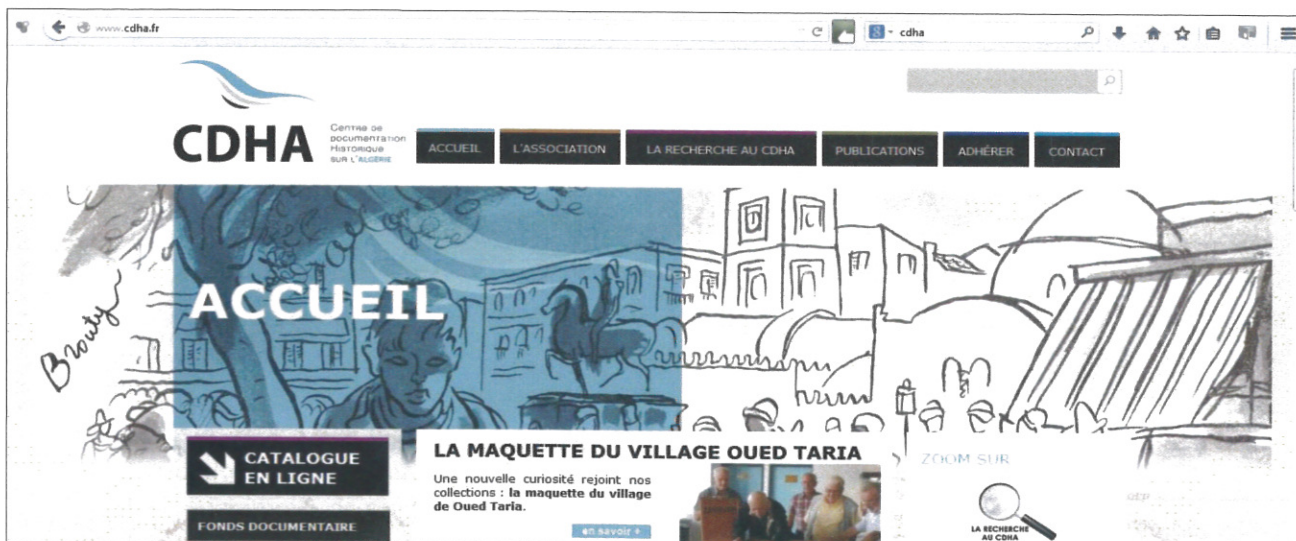 www.cdha.fr
cdha
CDHA
Centre de
documentation
Historique
sur l'Algérie
ACCUEIL
L'ASSOCIATION
LA RECHERCHE AU CDHA
PUBLICATIONS
ADHÉRER
CONTACT
Brouty
ACCUEIL
CATALOGUE
EN LIGNE
FONDS DOCUMENTAIRE
LA MAQUETTE DU VILLAGE OUED TARIA
Une nouvelle curiosité rejoint nos
collections : la maquette du village
de Oued Taria.
en savoir +
ZOOM SUR
LA RECHERCHE
AU CDHA